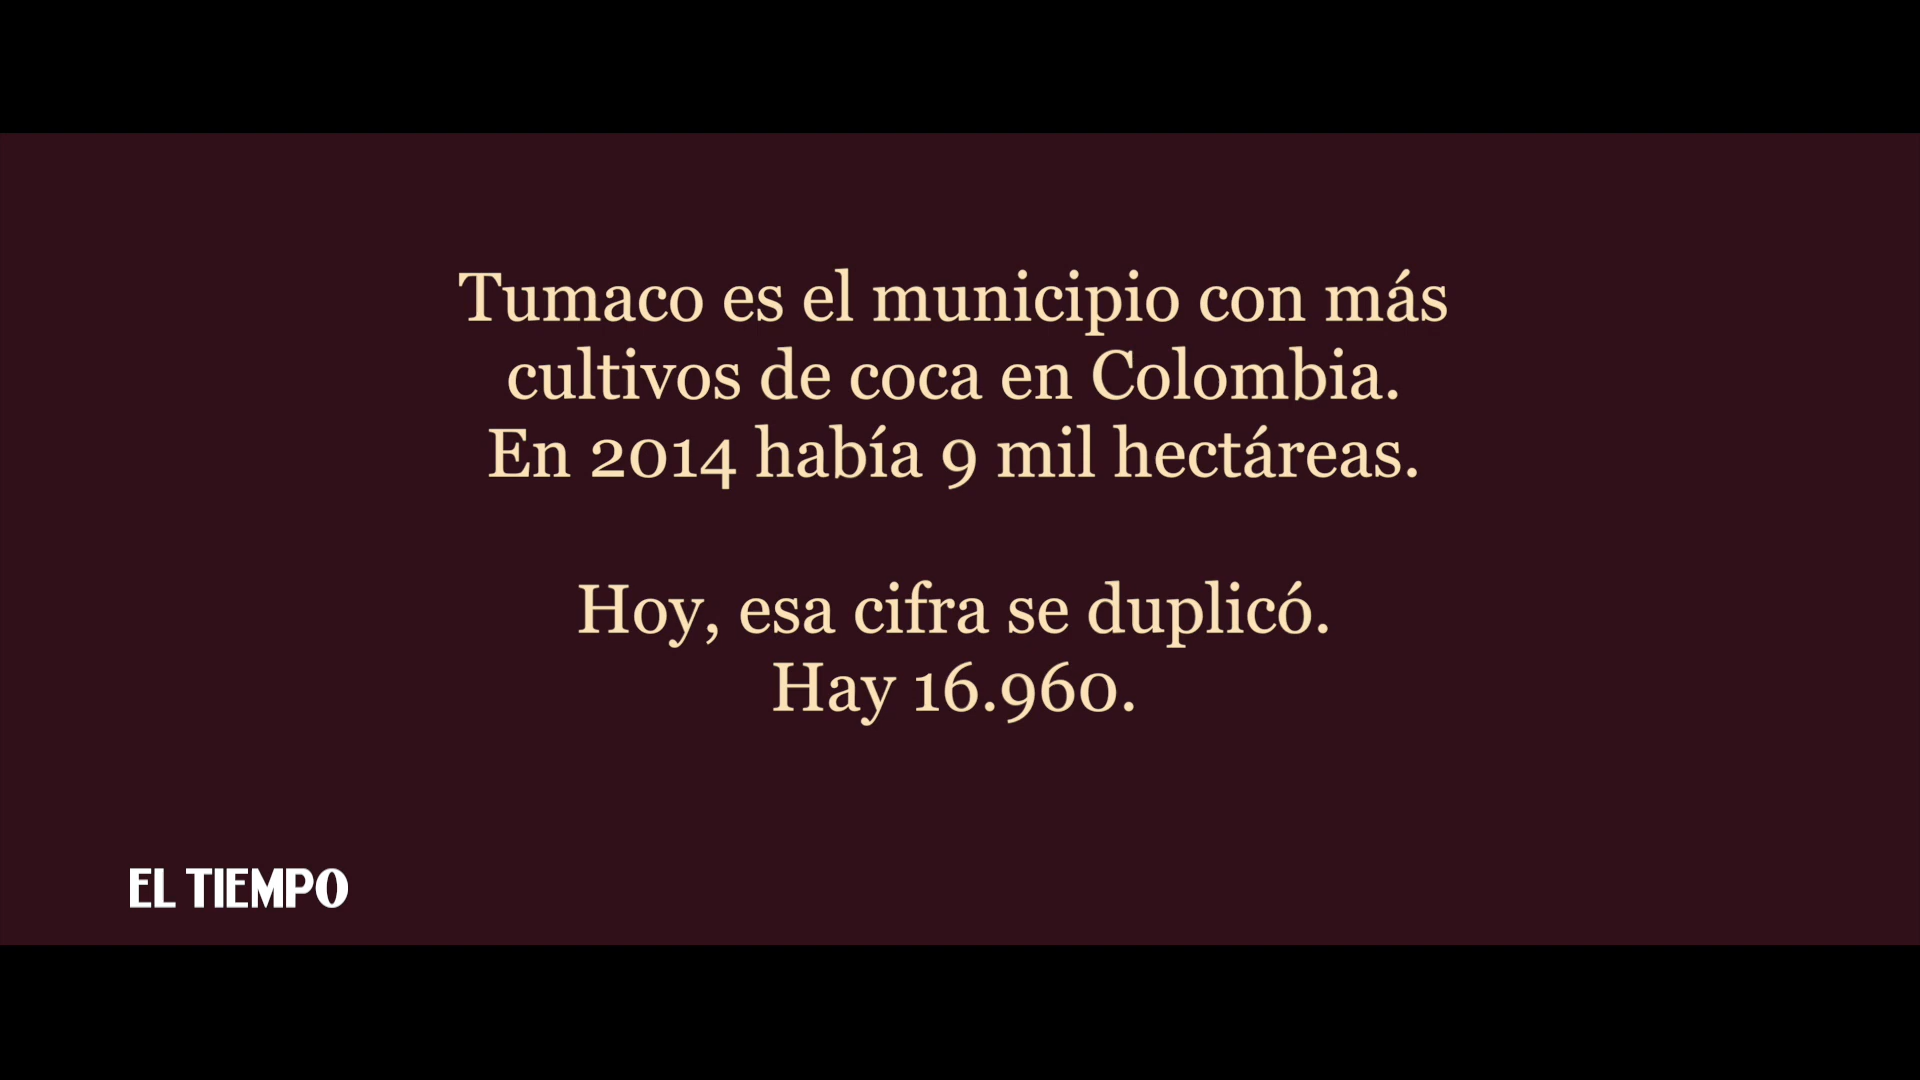 Tumaco es el municipio con más
cultivos de coca en Colombia.
En 2014 había 9 mil hectáreas.
Hoy, esa cifra se duplicó.
Hay 16.960.
EL TIEMPO